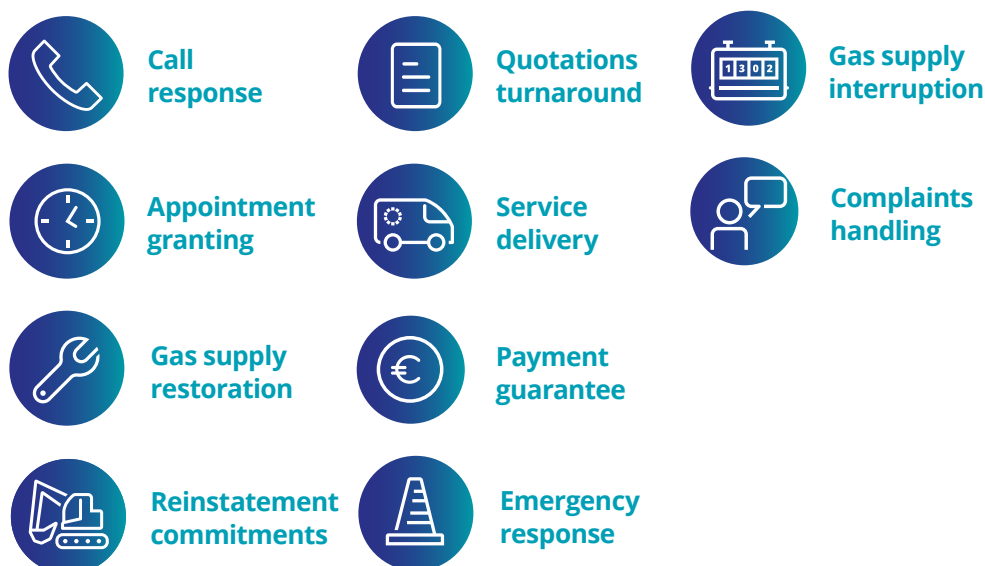 Call
response
Quotations
turnaround
1302
Gas supply
interruption
Appointment
granting
Service
delivery
Complaints
handling
Gas supply
restoration
€
Payment
guarantee
Reinstatement
commitments
Emergency
response